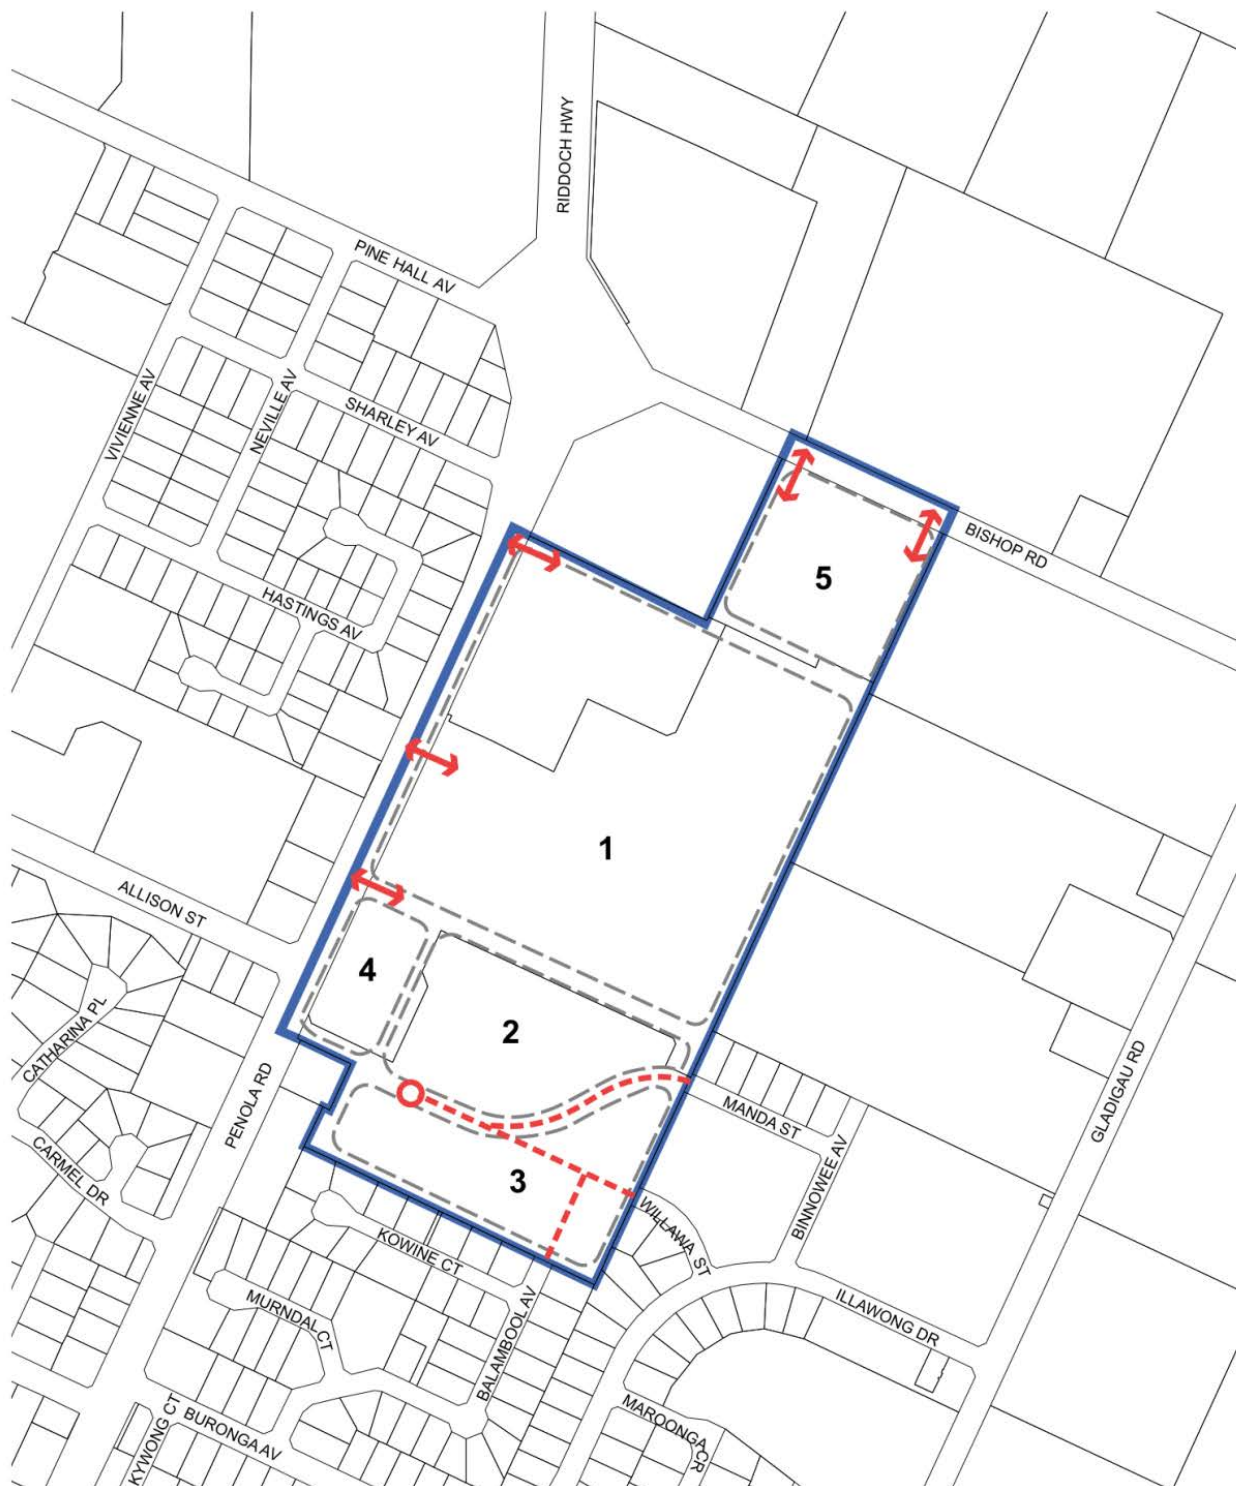 RIDDOCH HWY
PINE HALL AV
VIVIENNE AV
NEVILLE AV
SHARLEY AV
BISHOP RD
5
HASTINGS AV
1
ALLISON ST
4
2
CATHARINA PL
PENOLA RD
MANDA ST
GLADIGAU RD
CARMEL DR
3
BINNOWEE AV
WILLAWA ST
KOWINE CT
MURNDAL CT
BALAMBOOL AV
ILLAWONG DR
KYWONG CT
BURONGA AV
MAROONGA CR